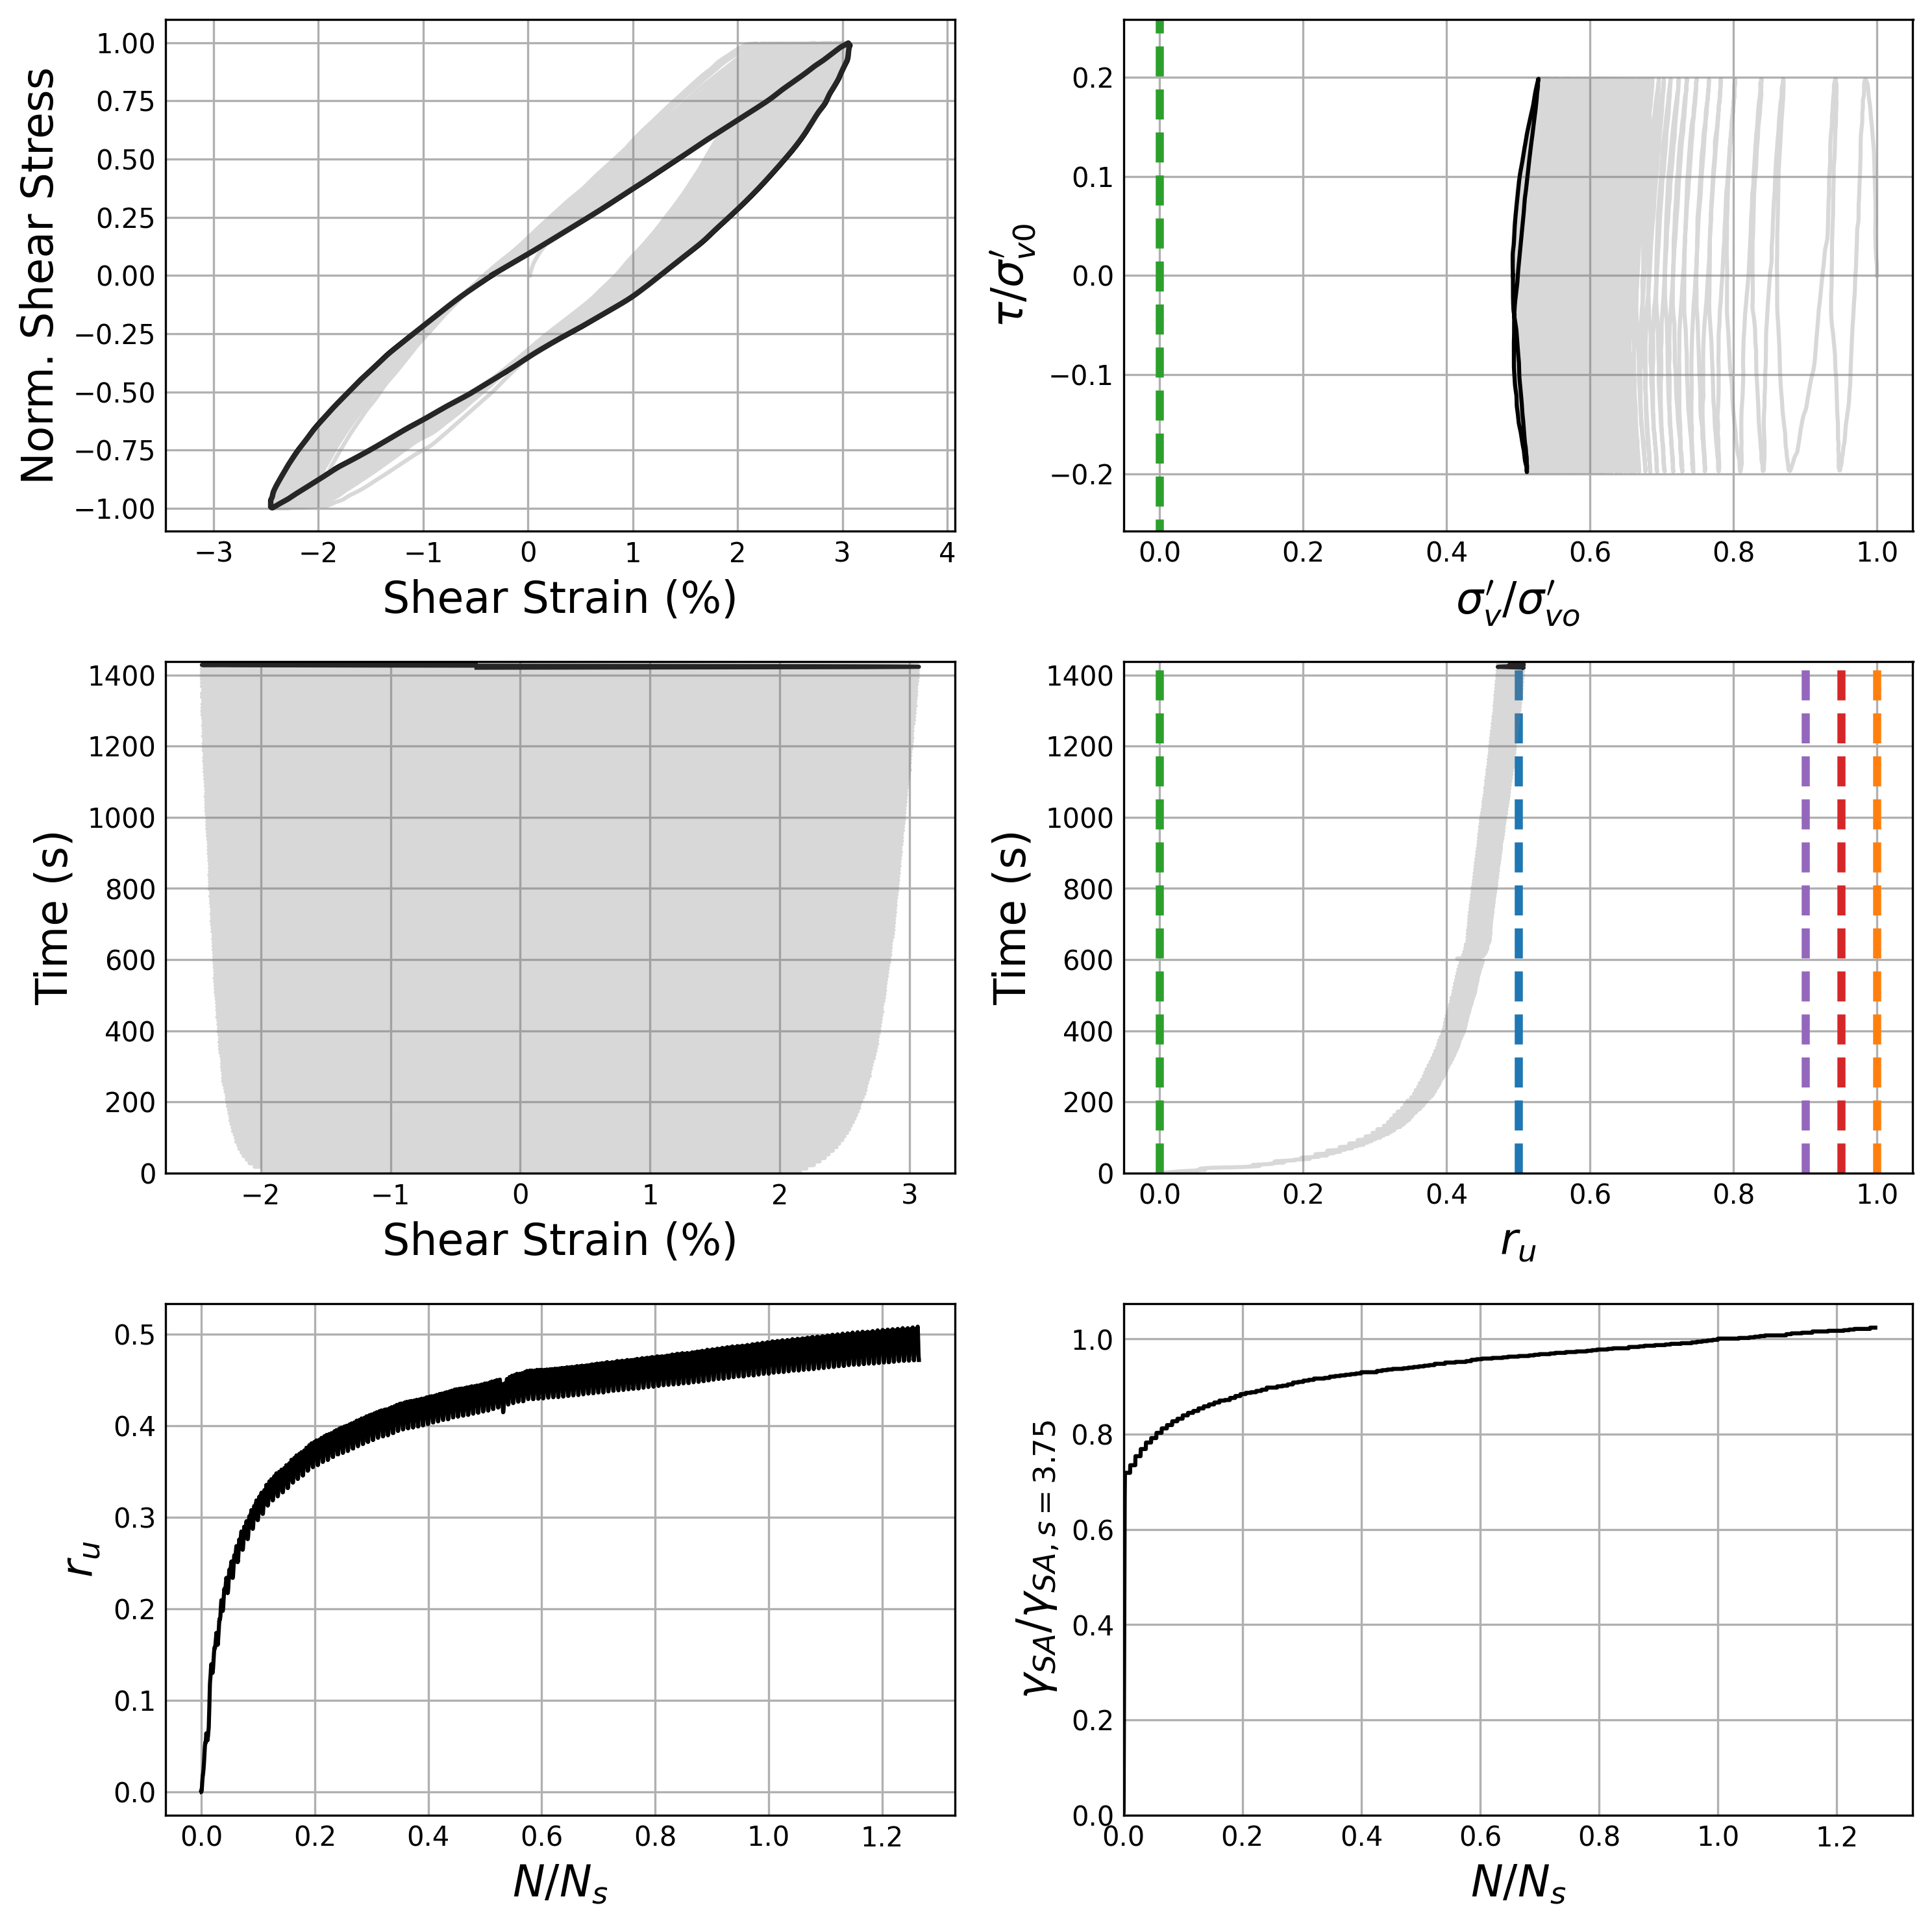 1.00
0.75
0.50
0.25
0.00
−0.25
−0.50
−0.75
−1.00
Norm. Shear Stress
−3 −2 −1 0 1 2 3 4
Shear Strain (%)
0.2
0.1
0.0
−0.1
−0.2
τ/σ′v0
0.0 0.2 0.4 0.6 0.8 1.0
σ′v/σ′vo
1400
1200
1000
800
600
400
200
0
Time (s)
−2 −1 0 1 2 3
Shear Strain (%)
1400
1200
1000
800
600
400
200
0
Time (s)
0.0 0.2 0.4 0.6 0.8 1.0
ru
0.5
0.4
0.3
0.2
0.1
0.0
ru
0.0 0.2 0.4 0.6 0.8 1.0 1.2
N/Ns
1.0
0.8
0.6
0.4
0.2
0.0
γSA/γSA, s = 3.75
0.0 0.2 0.4 0.6 0.8 1.0 1.2
N/Ns